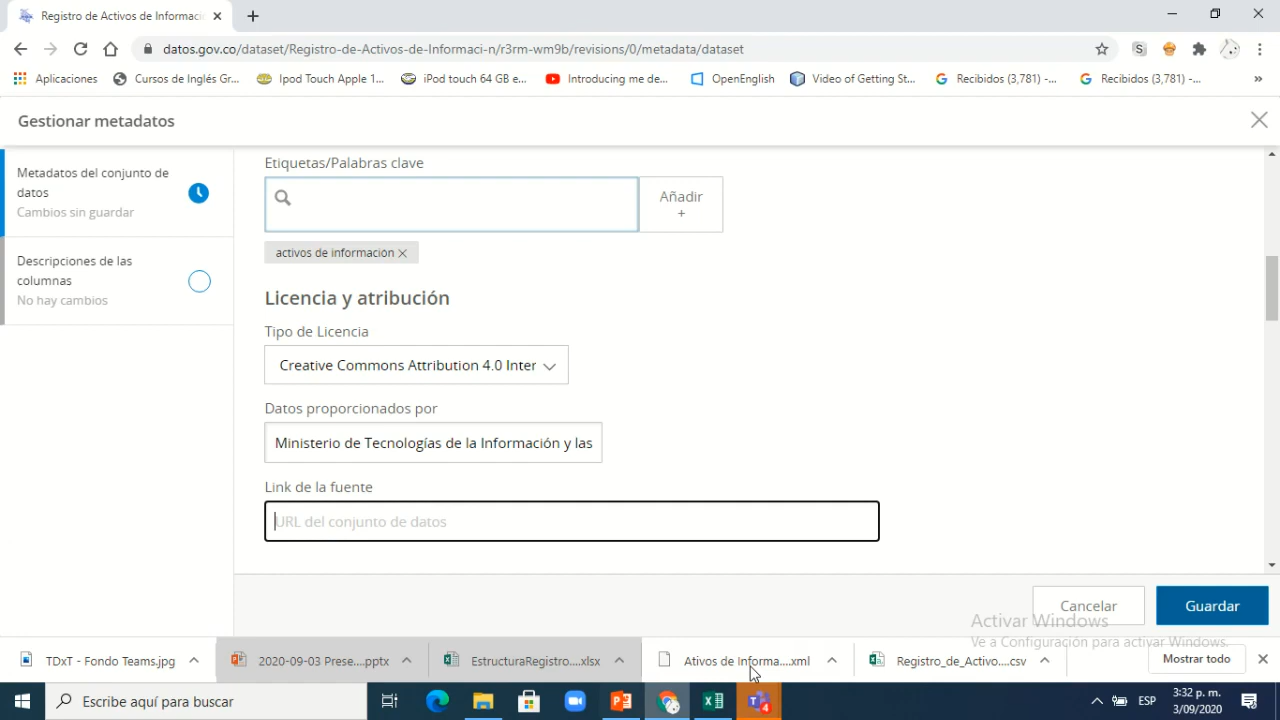 Registro de Activos de Informaci
datos.gov.co/dataset/Registro-de-Activos-de-Informaci-n/r3rm-wm9b/revisions/0/metadata/dataset
Aplicaciones Cursos de Inglés Gr... Ipod Touch Apple 1... iPod touch 64 GB e... Introducing me de... OpenEnglish Video of Getting St... Recibidos (3,781) -... Recibidos (3,781) -... »
Gestionar metadatos
Metadatos del conjunto de
datos
Cambios sin guardar
Descripciones de las
columnas
No hay cambios
Etiquetas/Palabras clave
Añadir
+
activos de informacion
Licencia y atribución
Tipo de Licencia
Creative Commons Attribution 4.0 Inter
Datos proporcionados por
Ministerio de Tecnologías de la Información y las
Link de la fuente
URL del conjunto de datos
Cancelar Guardar
Activar Windows
Ve a Configuración para activar Windows.
TDxT - Fondo Teams.jpg 2020-09-03 Prese....pptx EstructuraRegistro....xlsx Ativos de Informa....xml Registro_de_Activo....csv Mostrar todo
Escribe aquí para buscar 4 ESP 3:32 p. m.
3/09/2020